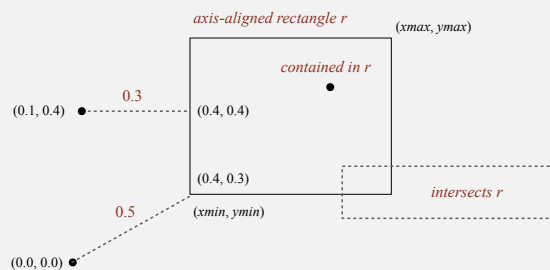 axis-aligned rectangle r
(xmax, ymax)
contained in r
0.3
(0.1, 0.4)
(0.4, 0.4)
(0.4, 0.3)
intersects r
0.5
(xmin, ymin)
(0.0, 0.0)